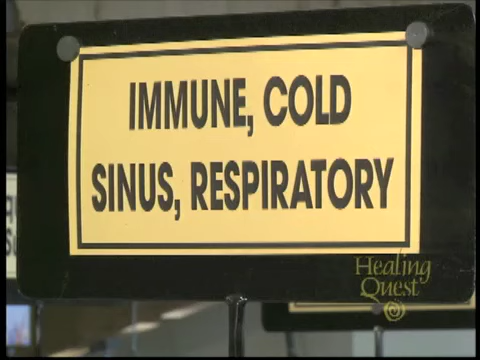 IMMUNE, COLD
SINUS, RESPIRATORY
Healing
Quest